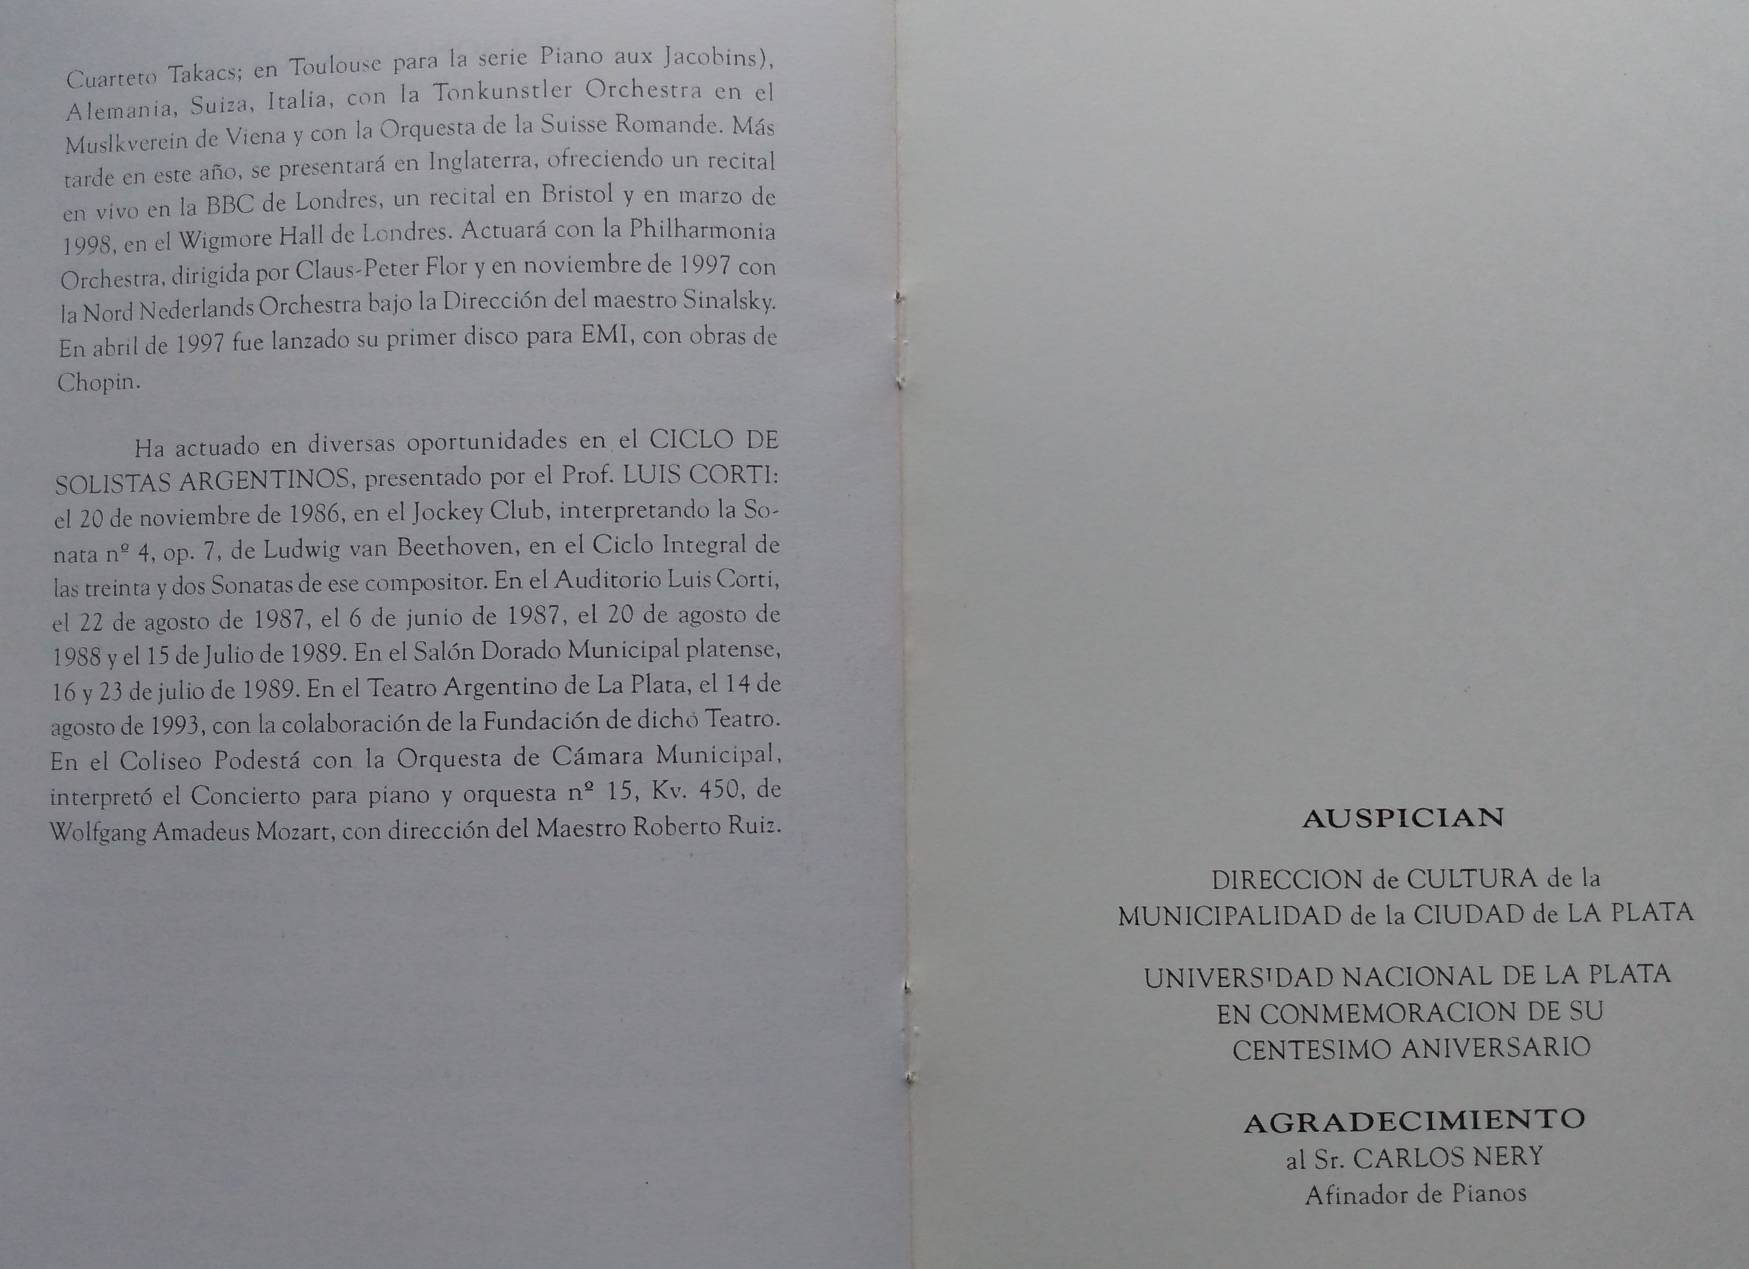 Cuarteto Takacs; en Toulouse para la serie Piano aux Jacobins),
Alemania, Suiza, Italia, con la Tonkunstler Orchestra en el
Muslkverein de Viena y con la Orquesta de la Suisse Romande. Más
tarde en este año, se presentará en Inglaterra, ofreciendo un recital
en vivo en la BBC de Londres, un recital en Bristol y en marzo de
1998, en el Wigmore Hall de Londres. Actuará con la Philharmonia
Orchestra, dirigida por Claus-Peter Flor y en noviembre de 1997 con
la Nord Nederlands Orchestra bajo la Dirección del maestro Sinalsky.
En abril de 1997 fue lanzado su primer disco para EMI, con obras de
Chopin.
Ha actuado en diversas oportunidades en el CICLO DE
SOLISTAS ARGENTINOS, presentado por el Prof. LUIS CORTI:
el 20 de noviembre de 1986, en el Jockey Club, interpretando la So-
nata nº 4, op. 7, de Ludwig van Beethoven, en el Ciclo Integral de
las treinta y dos Sonatas de ese compositor. En el Auditorio Luis Corti,
el 22 de agosto de 1987, el 6 de junio de 1987, el 20 de agosto de
1988 y el 15 de Julio de 1989. En el Salón Dorado Municipal platense,
16 y 23 de julio de 1989. En el Teatro Argentino de La Plata, el 14 de
agosto de 1993, con la colaboración de la Fundación de dicho Teatro.
En el Coliseo Podestá con la Orquesta de Cámara Municipal,
interpretó el Concierto para piano y orquesta nº 15, Kv. 450, de
Wolfgang Amadeus Mozart, con dirección del Maestro Roberto Ruiz.
AUSPICIAN
DIRECCION de CULTURA de la
MUNICIPALIDAD de la CIUDAD de LA PLATA
UNIVERSIDAD NACIONAL DE LA PLATA
EN CONMEMORACION DE SU
CENTESIMO ANIVERSARIO
AGRADECIMIENTO
al Sr. CARLOS NERY
Afinador de Pianos